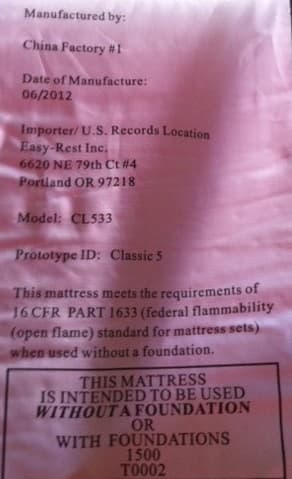 Manufactured by:
China Factory #1
Date of Manufacture:
06/2012
Importer/ U.S. Records Location
Easy-Rest Inc.
6620 NE 79th Ct #4
Portland OR 97218
Model: CL533
Prototype ID: Classic 5
This mattress meets the requirements of
16 CFR PART 1633 (federal flammability
(open flame) standard for mattress sets)
when used without a foundation.
THIS MATTRESS
IS INTENDED TO BE USED
WITHOUT A FOUNDATION
OR
WITH FOUNDATIONS
1500
T0002